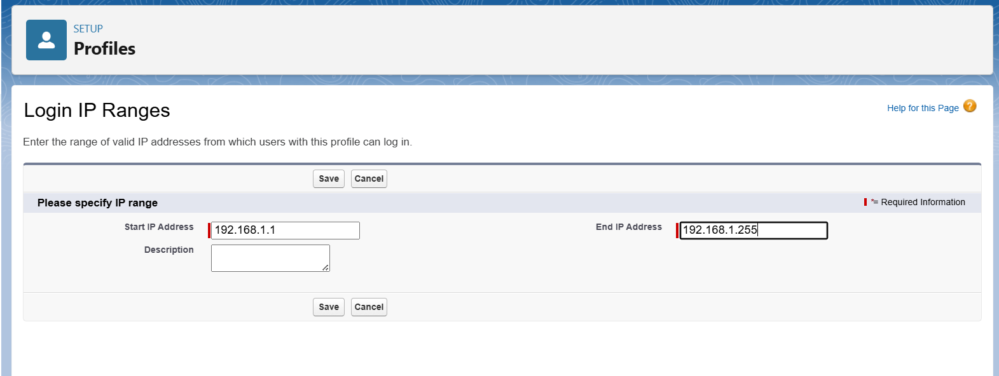 SETUP
Profiles
Login IP Ranges
Help for this Page ?
Enter the range of valid IP addresses from which users with this profile can log in.
Save Cancel
Please specify IP range *= Required Information
Start IP Address 192.168.1.1 End IP Address 192.168.1.255
Description
Save Cancel